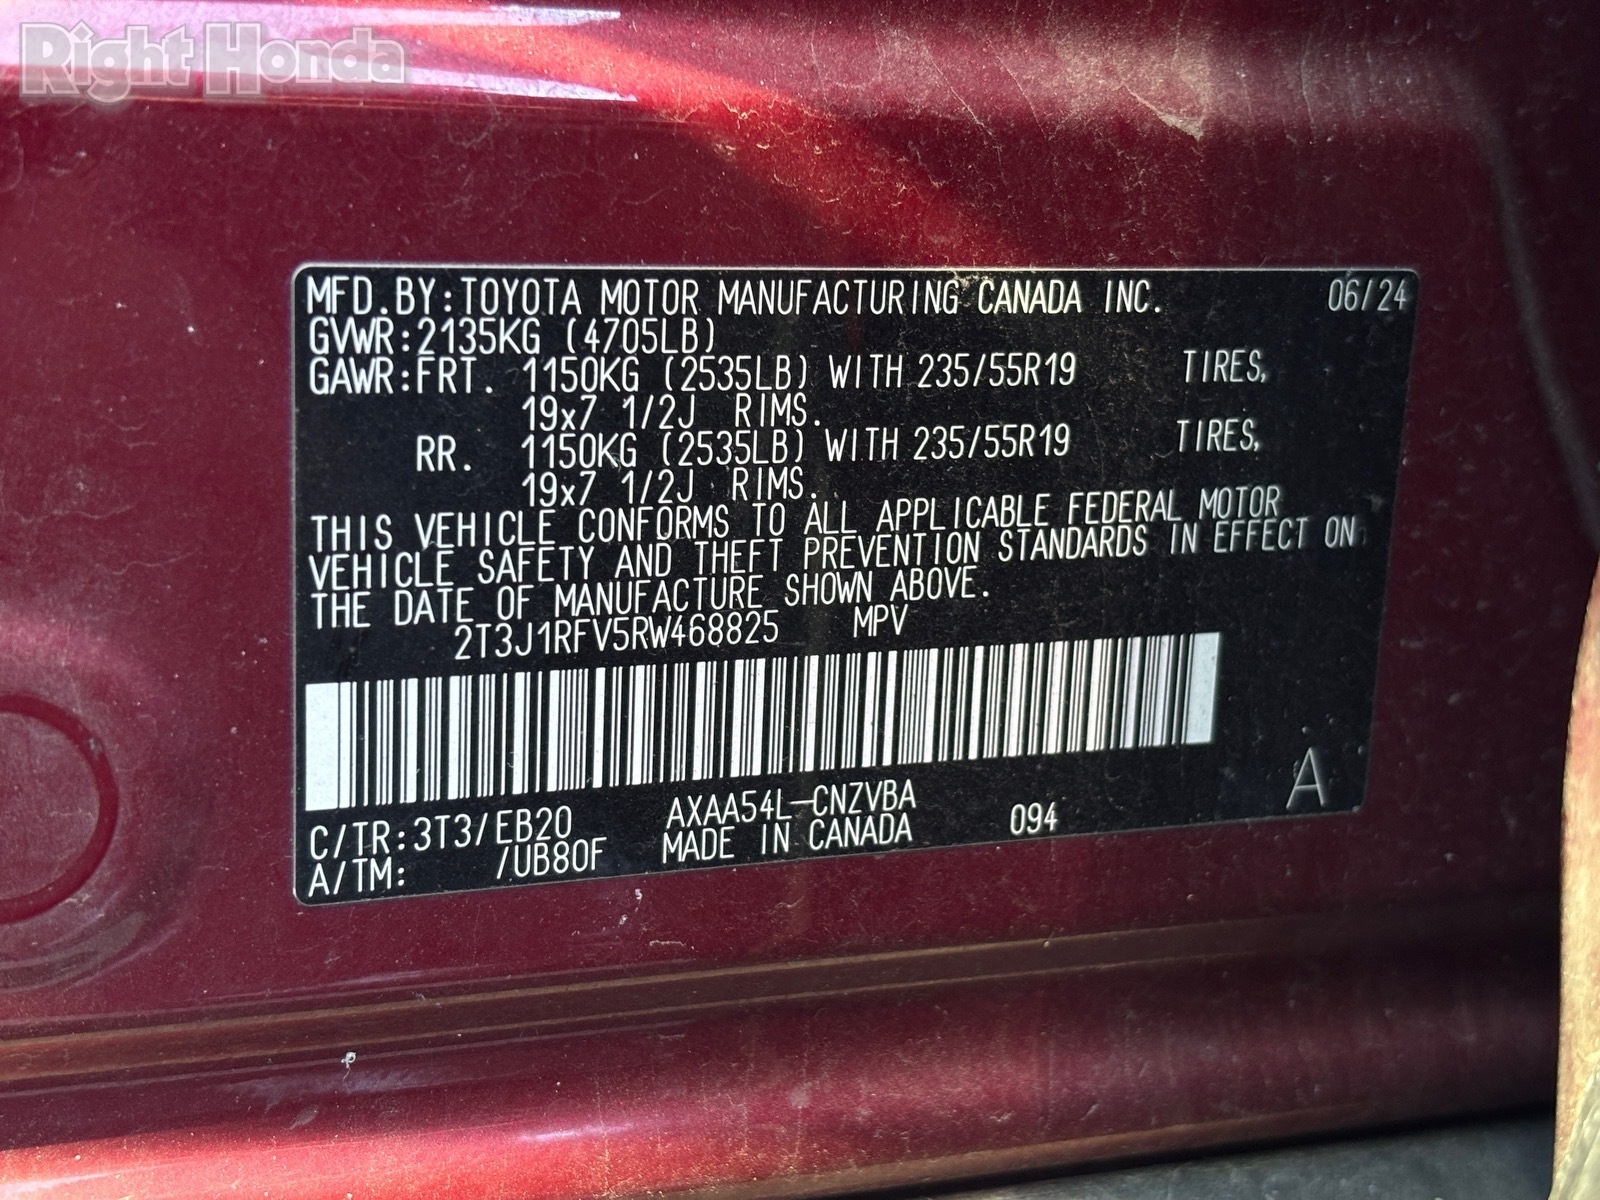 Right Honda
MFD.BY:TOYOTA MOTOR MANUFACTURING CANADA INC. 06/24
GVWR:2135KG (4705LB)
GAWR:FRT. 1150KG (2535LB) WITH 235/55R19 TIRES,
19x7 1/2J RIMS.
RR. 1150KG (2535LB) WITH 235/55R19 TIRES,
19x7 1/2J RIMS.
THIS VEHICLE CONFORMS TO ALL APPLICABLE FEDERAL MOTOR
VEHICLE SAFETY AND THEFT PREVENTION STANDARDS IN EFFECT ON
THE DATE OF MANUFACTURE SHOWN ABOVE.
2T3J1RFV5RW468825 MPV
C/TR:3T3/EB20 AXAA54L-CNZVBA 094 A
A/TM: /UB80F MADE IN CANADA